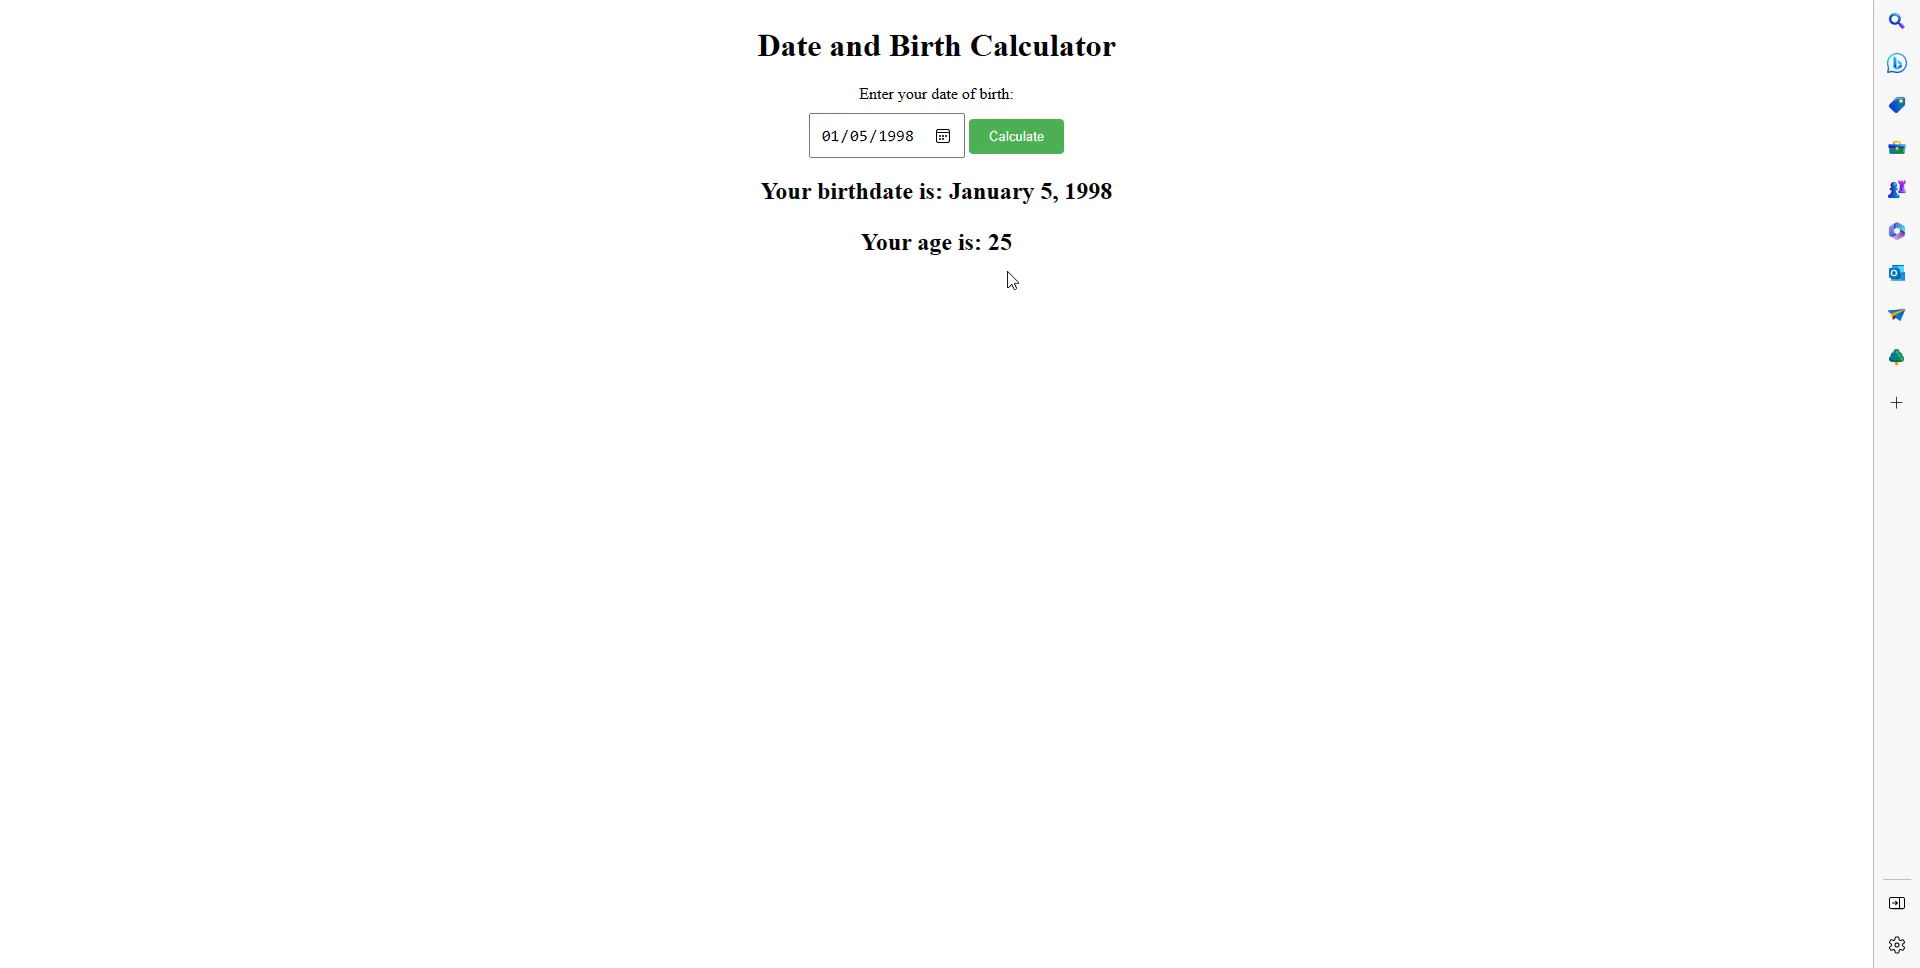 Date and Birth Calculator
Enter your date of birth:
01/05/1998
Calculate
Your birthdate is: January 5, 1998
Your age is: 25